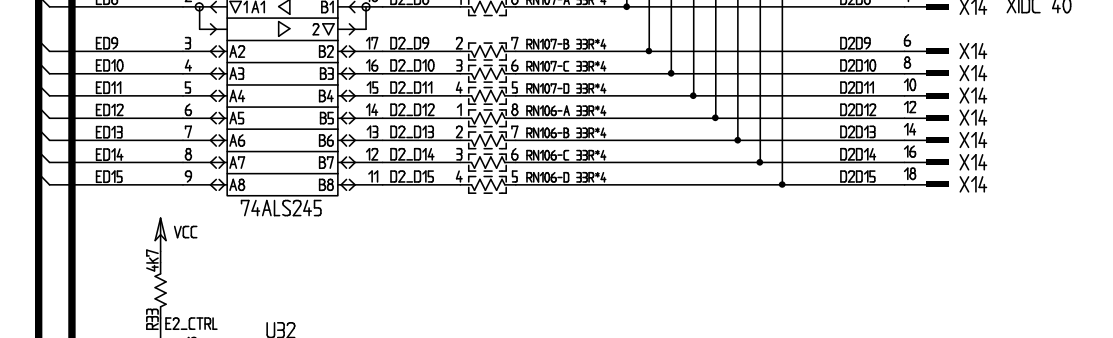 ED8 2 ▽1A1 B1 18 D2_D8 1 8 RN107-A 33R*4 D2D8 4 X14 XIDC 40
2▽
ED9 3 A2 B2 17 D2_D9 2 7 RN107-B 33R*4 D2D9 6 X14
ED10 4 A3 B3 16 D2_D10 3 6 RN107-C 33R*4 D2D10 8 X14
ED11 5 A4 B4 15 D2_D11 4 5 RN107-D 33R*4 D2D11 10 X14
ED12 6 A5 B5 14 D2_D12 1 8 RN106-A 33R*4 D2D12 12 X14
ED13 7 A6 B6 13 D2_D13 2 7 RN106-B 33R*4 D2D13 14 X14
ED14 8 A7 B7 12 D2_D14 3 6 RN106-C 33R*4 D2D14 16 X14
ED15 9 A8 B8 11 D2_D15 4 5 RN106-D 33R*4 D2D15 18 X14
74ALS245
VCC
4K7
R33
E2_CTRL
U32